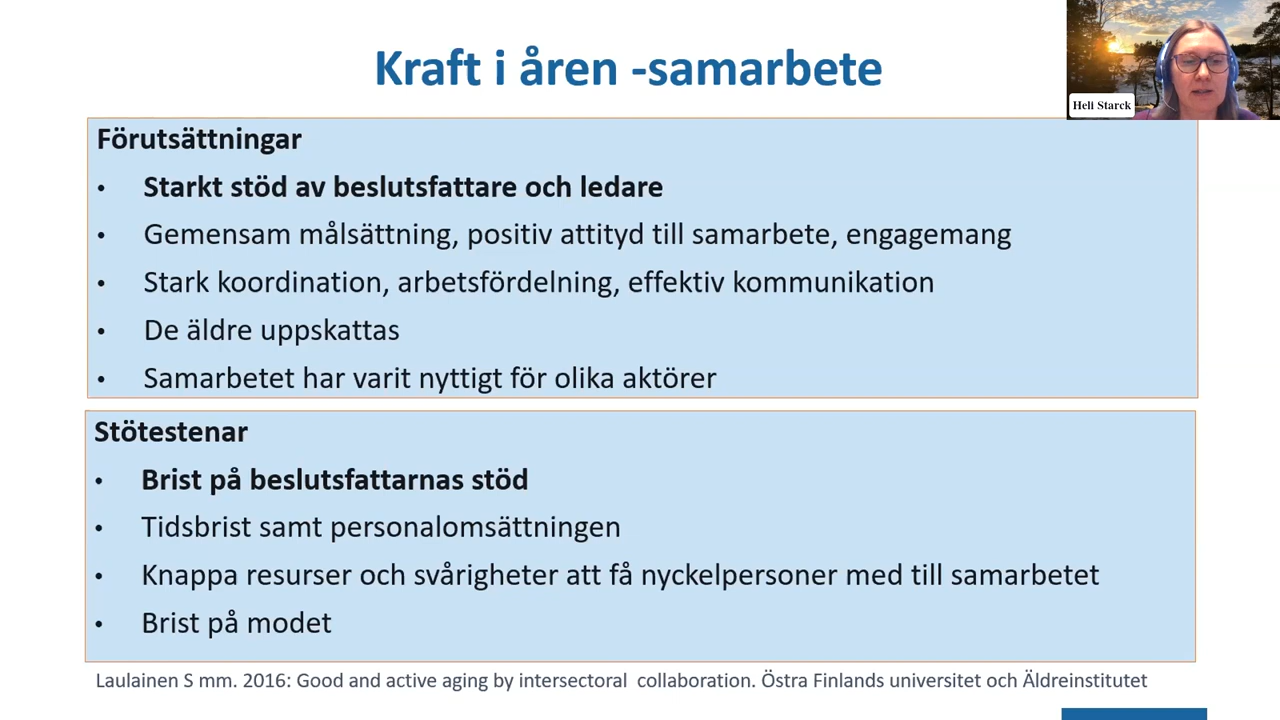 Kraft i åren -samarbete
Heli Starck
Förutsättningar
• Starkt stöd av beslutsfattare och ledare
• Gemensam målsättning, positiv attityd till samarbete, engagemang
• Stark koordination, arbetsfördelning, effektiv kommunikation
• De äldre uppskattas
• Samarbetet har varit nyttigt för olika aktörer
Stötestenar
• Brist på beslutsfattarnas stöd
• Tidsbrist samt personalomsättningen
• Knappa resurser och svårigheter att få nyckelpersoner med till samarbetet
• Brist på modet
Laulainen S mm. 2016: Good and active aging by intersectoral  collaboration. Östra Finlands universitet och Äldreinstitutet